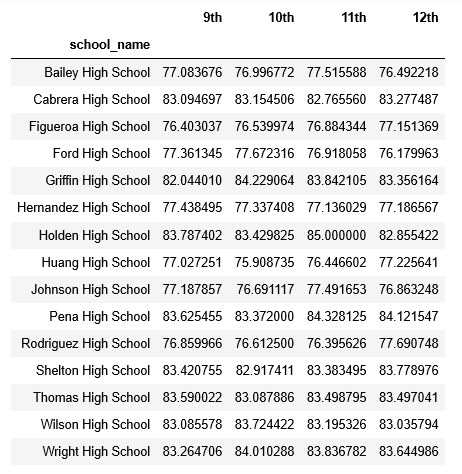 9th 10th 11th 12th
school_name
Bailey High School 77.083676 76.996772 77.515588 76.492218
Cabrera High School 83.094697 83.154506 82.765560 83.277487
Figueroa High School 76.403037 76.539974 76.884344 77.151369
Ford High School 77.361345 77.672316 76.918058 76.179963
Griffin High School 82.044010 84.229064 83.842105 83.356164
Hernandez High School 77.438495 77.337408 77.136029 77.186567
Holden High School 83.787402 83.429825 85.000000 82.855422
Huang High School 77.027251 75.908735 76.446602 77.225641
Johnson High School 77.187857 76.691117 77.491653 76.863248
Pena High School 83.625455 83.372000 84.328125 84.121547
Rodriguez High School 76.859966 76.612500 76.395626 77.690748
Shelton High School 83.420755 82.917411 83.383495 83.778976
Thomas High School 83.590022 83.087886 83.498795 83.497041
Wilson High School 83.085578 83.724422 83.195326 83.035794
Wright High School 83.264706 84.010288 83.836782 83.644986